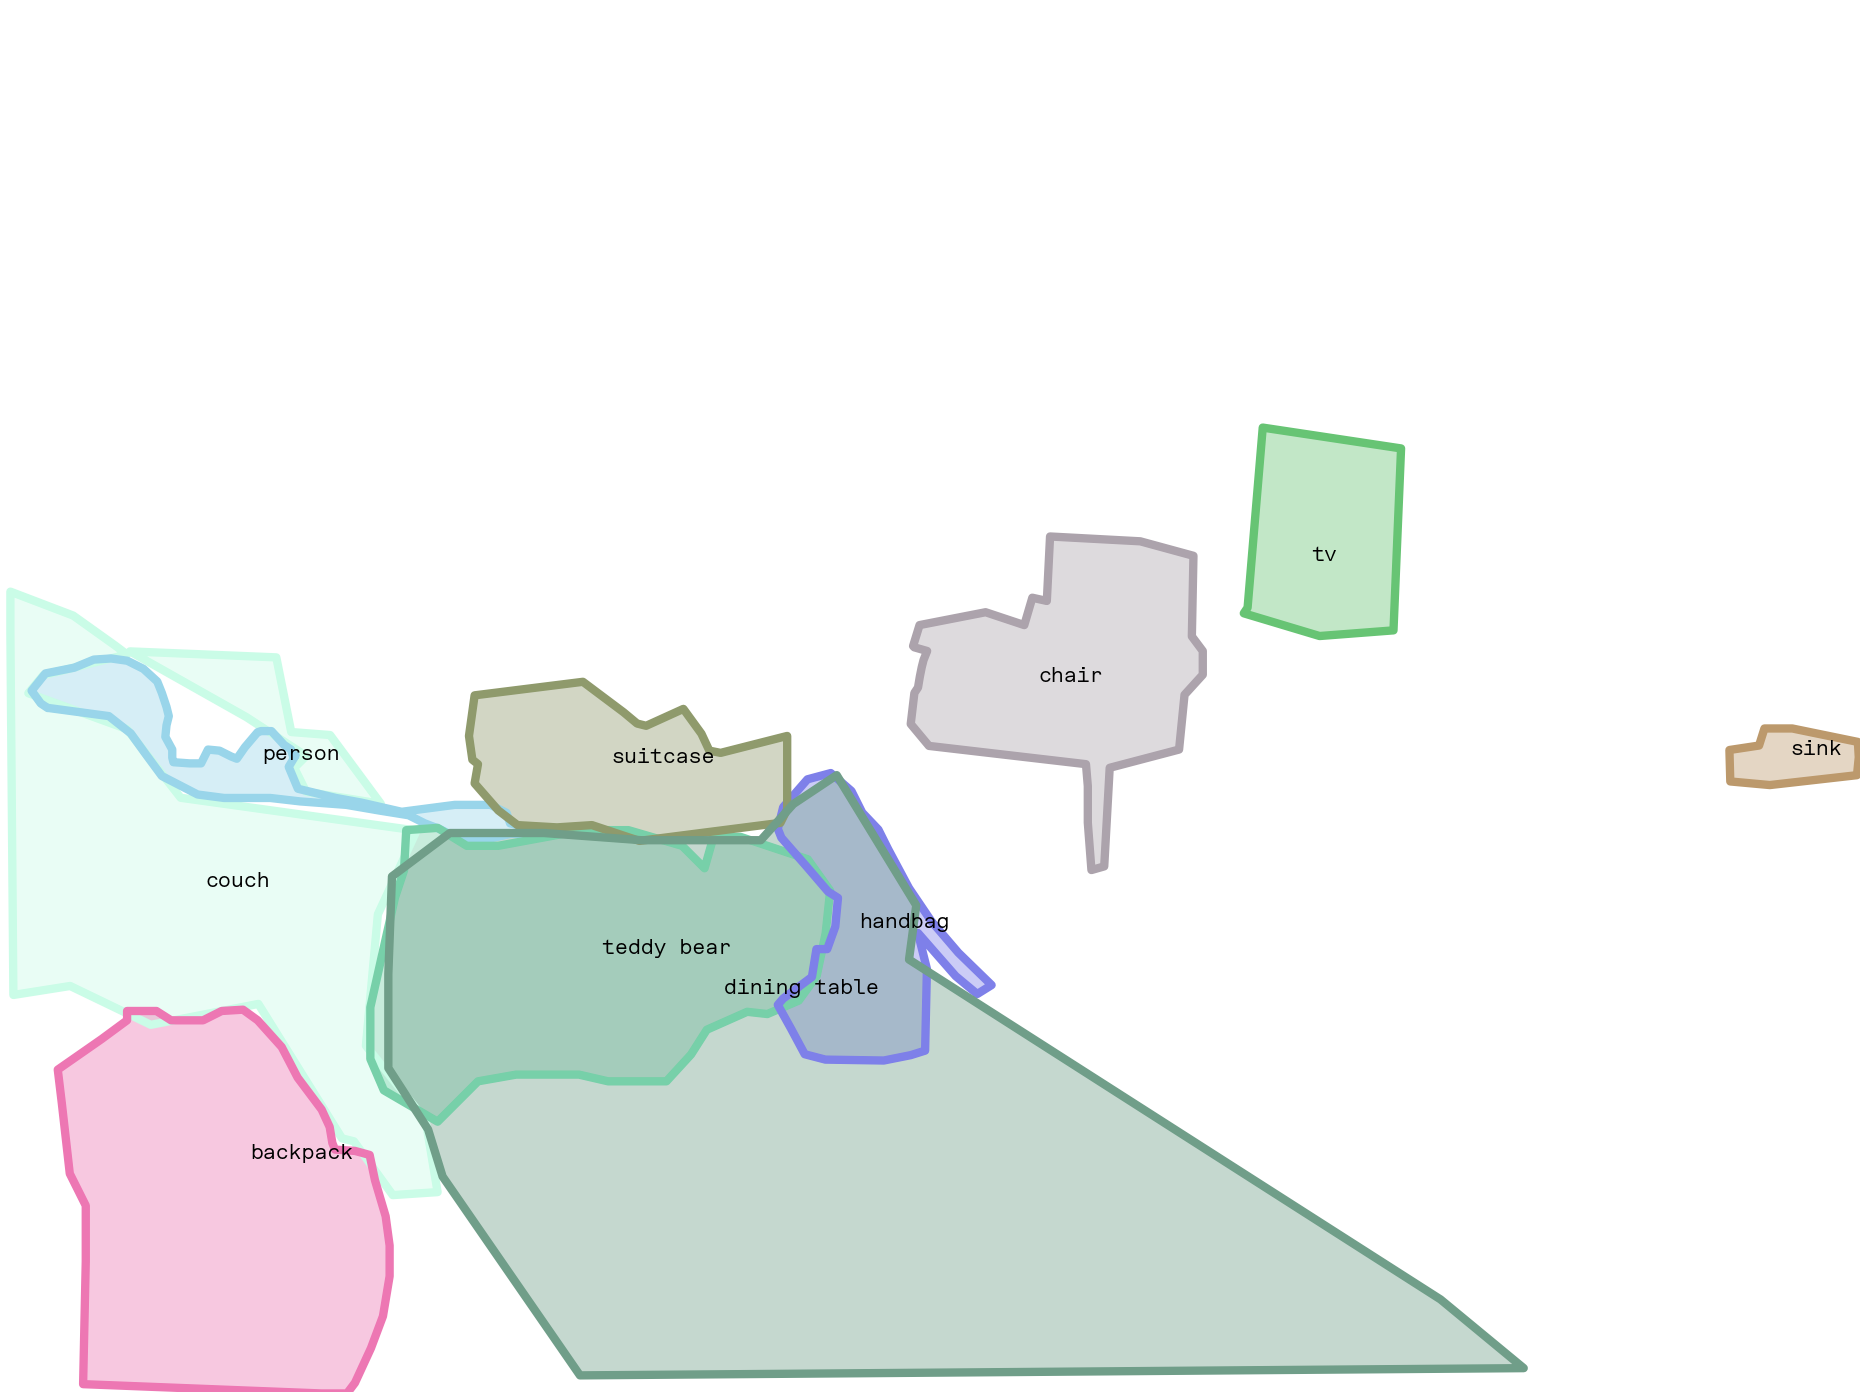 tv
chair
sink
person
suitcase
couch
handbag
teddy bear
dining table
backpack